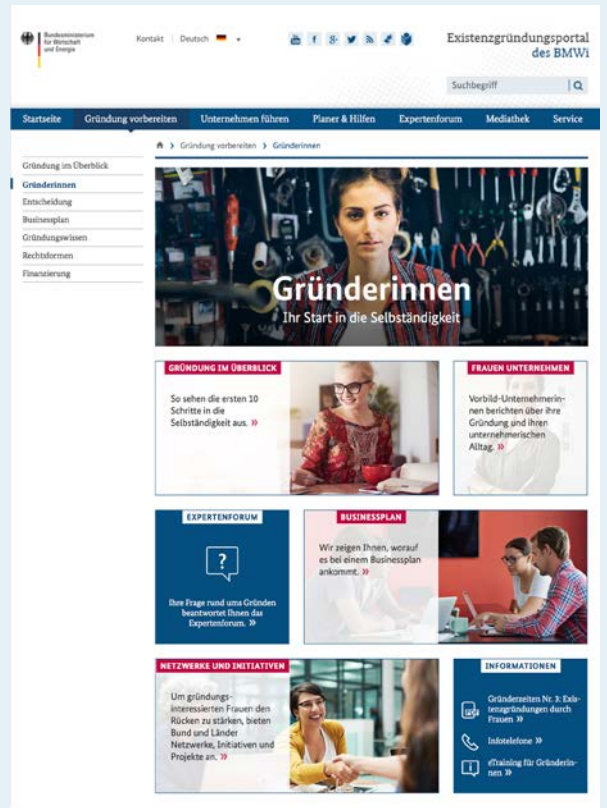 Bundesministerium
für Wirtschaft
und Energie
Kontakt
Deutsch
Existenzgründungsportal
des BMWi
Suchbegriff
Startseite
Gründung vorbereiten
Unternehmen führen
Planer & Hilfen
Expertenforum
Mediathek
Service
Gründung vorbereiten
Gründerinnen
Gründung im Überblick
Gründerinnen
Entscheidung
Businessplan
Gründungswissen
Rechtsformen
Finanzierung
Gründerinnen
Ihr Start in die Selbständigkeit
GRÜNDUNG IM ÜBERBLICK
So sehen die ersten 10
Schritte in die
Selbständigkeit aus. »
FRAUEN UNTERNEHMEN
Vorbild-Unternehmerin-
nen berichten über ihre
Gründung und ihren
unternehmerischen
Alltag. »
EXPERTENFORUM
?
Ihre Frage rund ums Gründen
beantwortet Ihnen das
Expertenforum. »
BUSINESSPLAN
Wir zeigen Ihnen, worauf
es bei einem Businessplan
ankommt. »
NETZWERKE UND INITIATIVEN
Um gründungs-
interessierten Frauen den
Rücken zu stärken, bieten
Bund und Länder
Netzwerke, Initiativen und
Projekte an. »
INFORMATIONEN
Gründerzeiten Nr. 3: Exis-
tenzgründungen durch
Frauen »
Infotelefone »
eTraining für Gründerin-
nen »